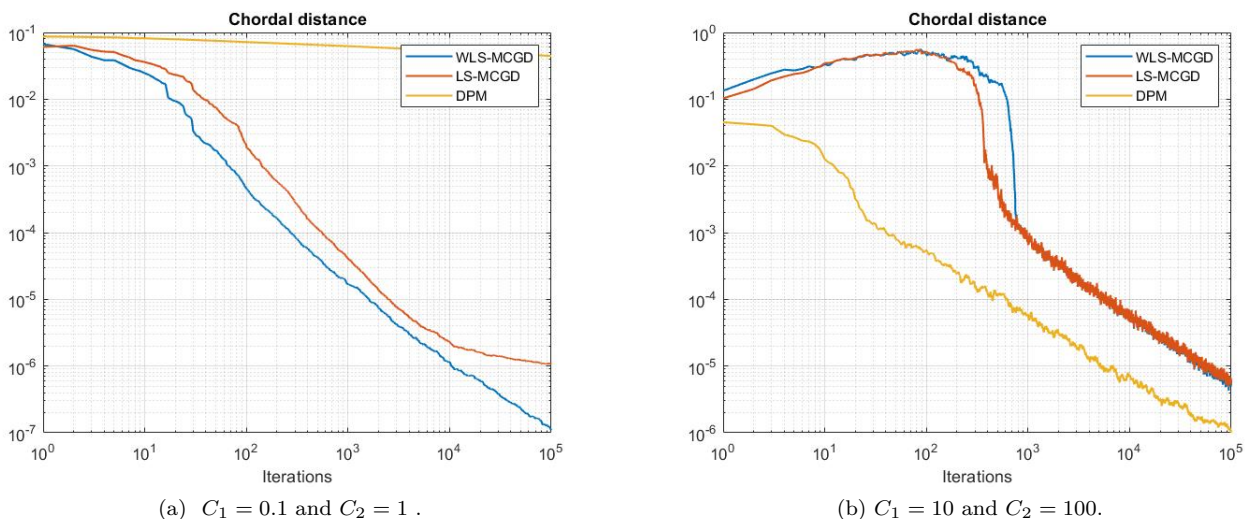 Chordal distance
10^-1
10^-2
10^-3
10^-4
10^-5
10^-6
10^-7
WLS-MCGD
LS-MCGD
DPM
10^0 10^1 10^2 10^3 10^4 10^5
Iterations
(a) C_1 = 0.1 and C_2 = 1 .
Chordal distance
10^0
10^-1
10^-2
10^-3
10^-4
10^-5
10^-6
WLS-MCGD
LS-MCGD
DPM
10^0 10^1 10^2 10^3 10^4 10^5
Iterations
(b) C_1 = 10 and C_2 = 100.